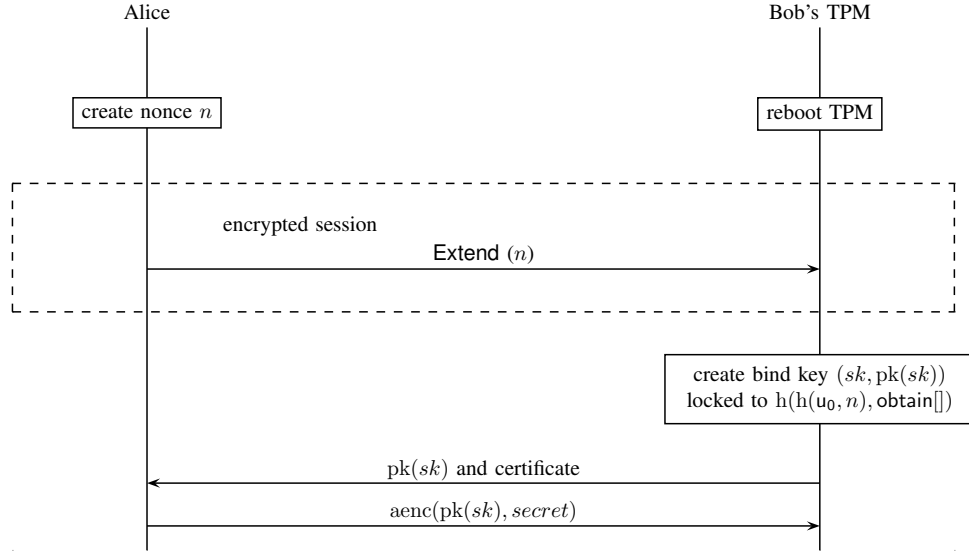 Alice
Bob's TPM
create nonce n
reboot TPM
encrypted session
Extend (n)
create bind key (sk, pk(sk))
locked to h(h(u₀, n), obtain[])
pk(sk) and certificate
aenc(pk(sk), secret)